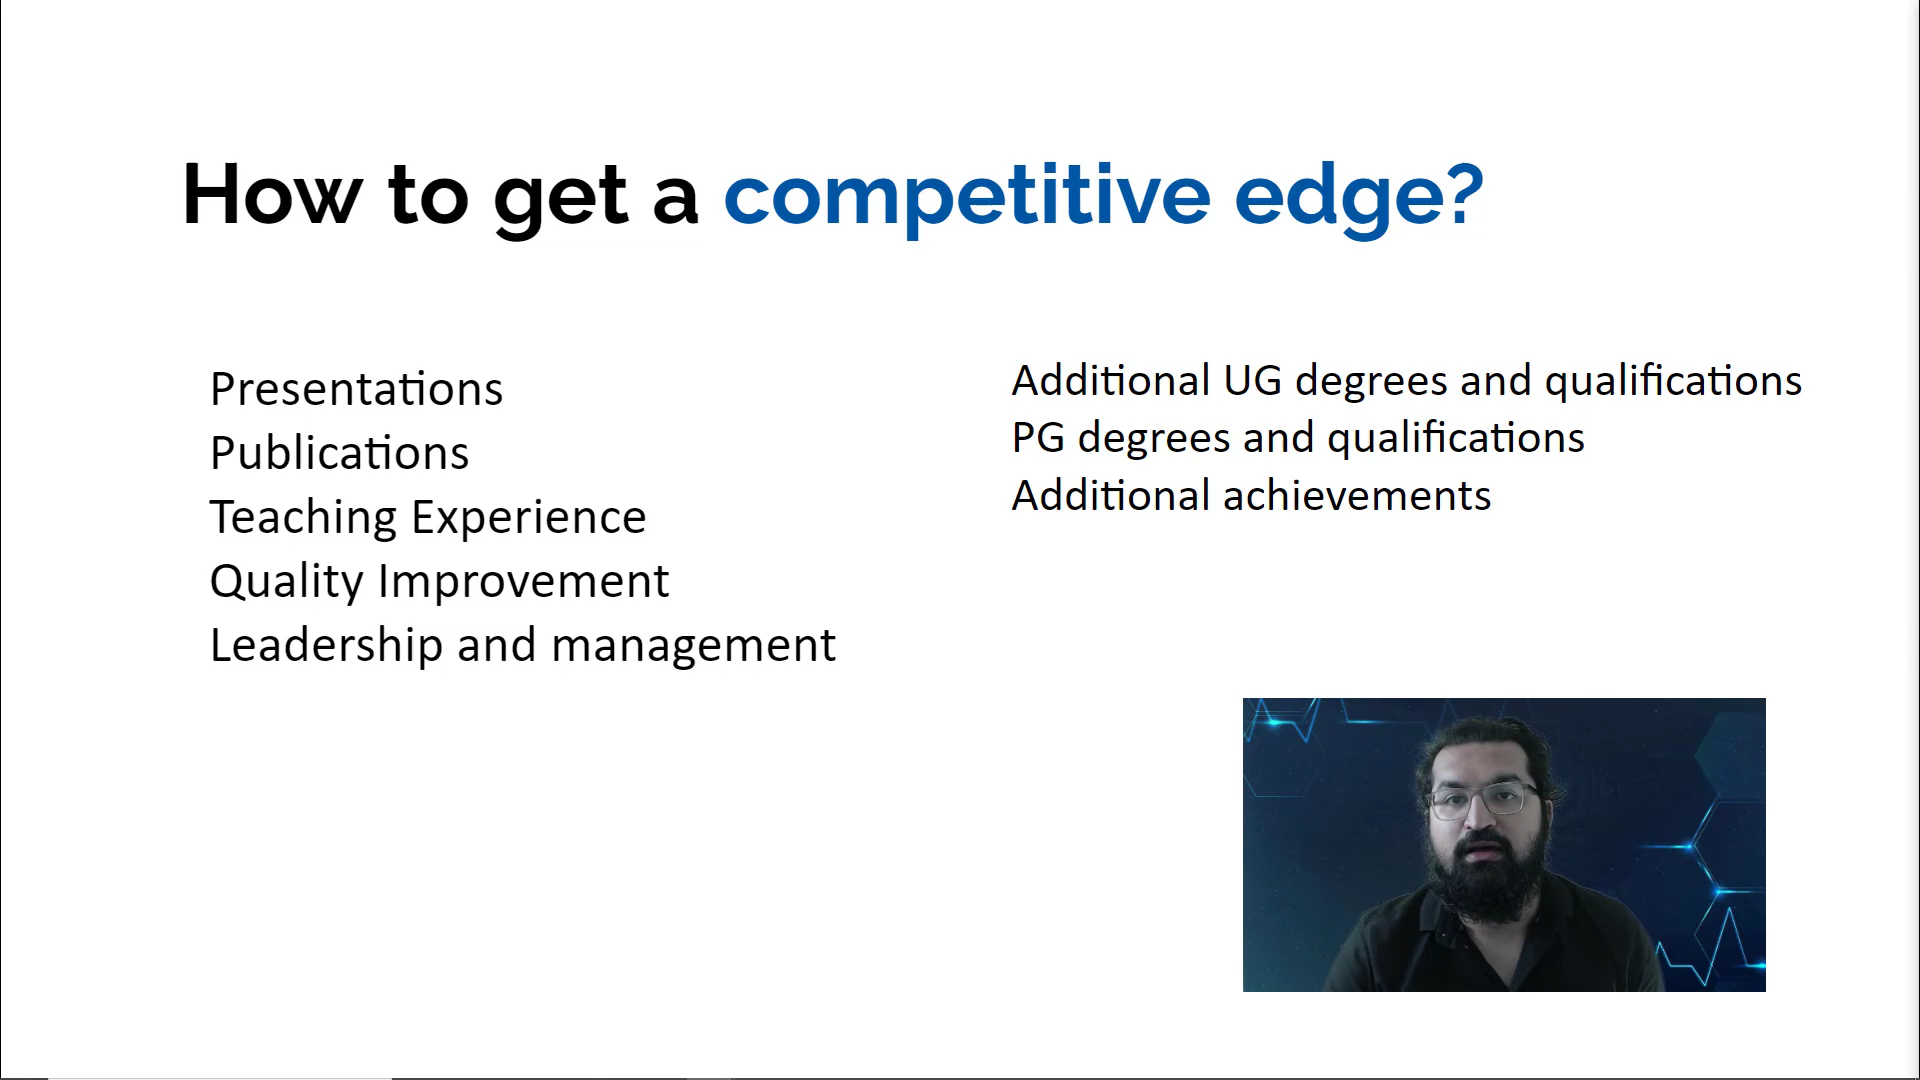 How to get a competitive edge?
Presentations
Publications
Teaching Experience
Quality Improvement
Leadership and management
Additional UG degrees and qualifications
PG degrees and qualifications
Additional achievements